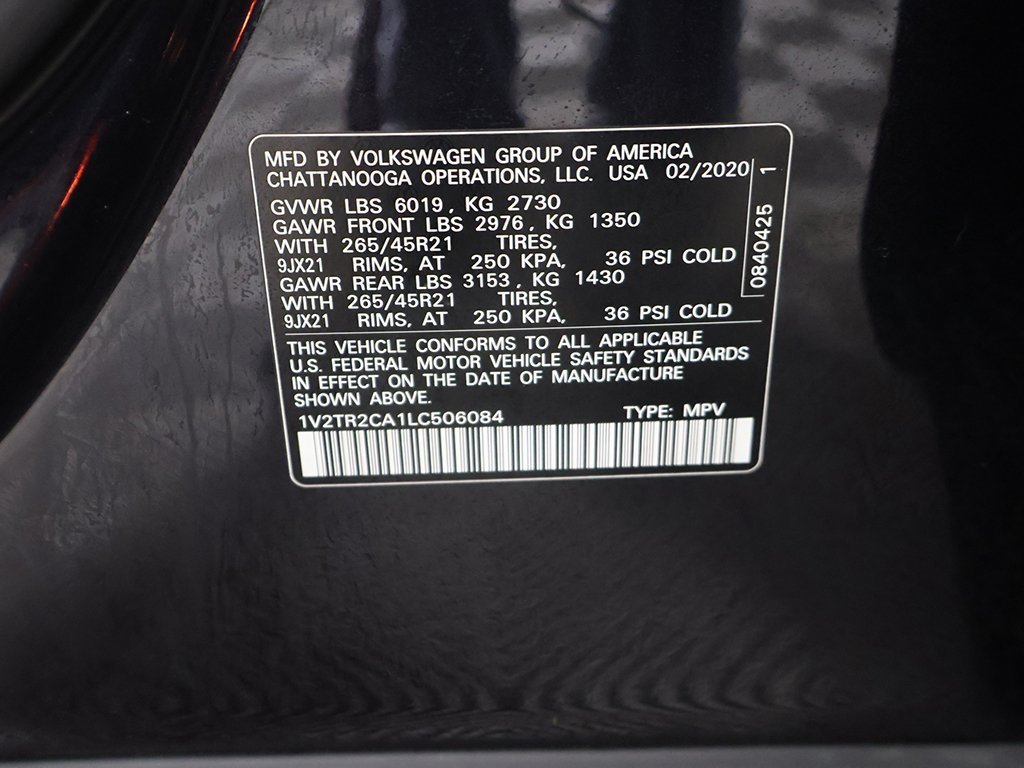 MFD BY VOLKSWAGEN GROUP OF AMERICA
CHATTANOOGA OPERATIONS, LLC. USA 02/2020
GVWR LBS 6019, KG 2730
GAWR FRONT LBS 2976, KG 1350
WITH 265/45R21 TIRES,
9JX21 RIMS, AT 250 KPA, 36 PSI COLD
GAWR REAR LBS 3153, KG 1430
WITH 265/45R21 TIRES,
9JX21 RIMS, AT 250 KPA, 36 PSI COLD
0840425 1
THIS VEHICLE CONFORMS TO ALL APPLICABLE
U.S. FEDERAL MOTOR VEHICLE SAFETY STANDARDS
IN EFFECT ON THE DATE OF MANUFACTURE
SHOWN ABOVE.
1V2TR2CA1LC506084 TYPE: MPV